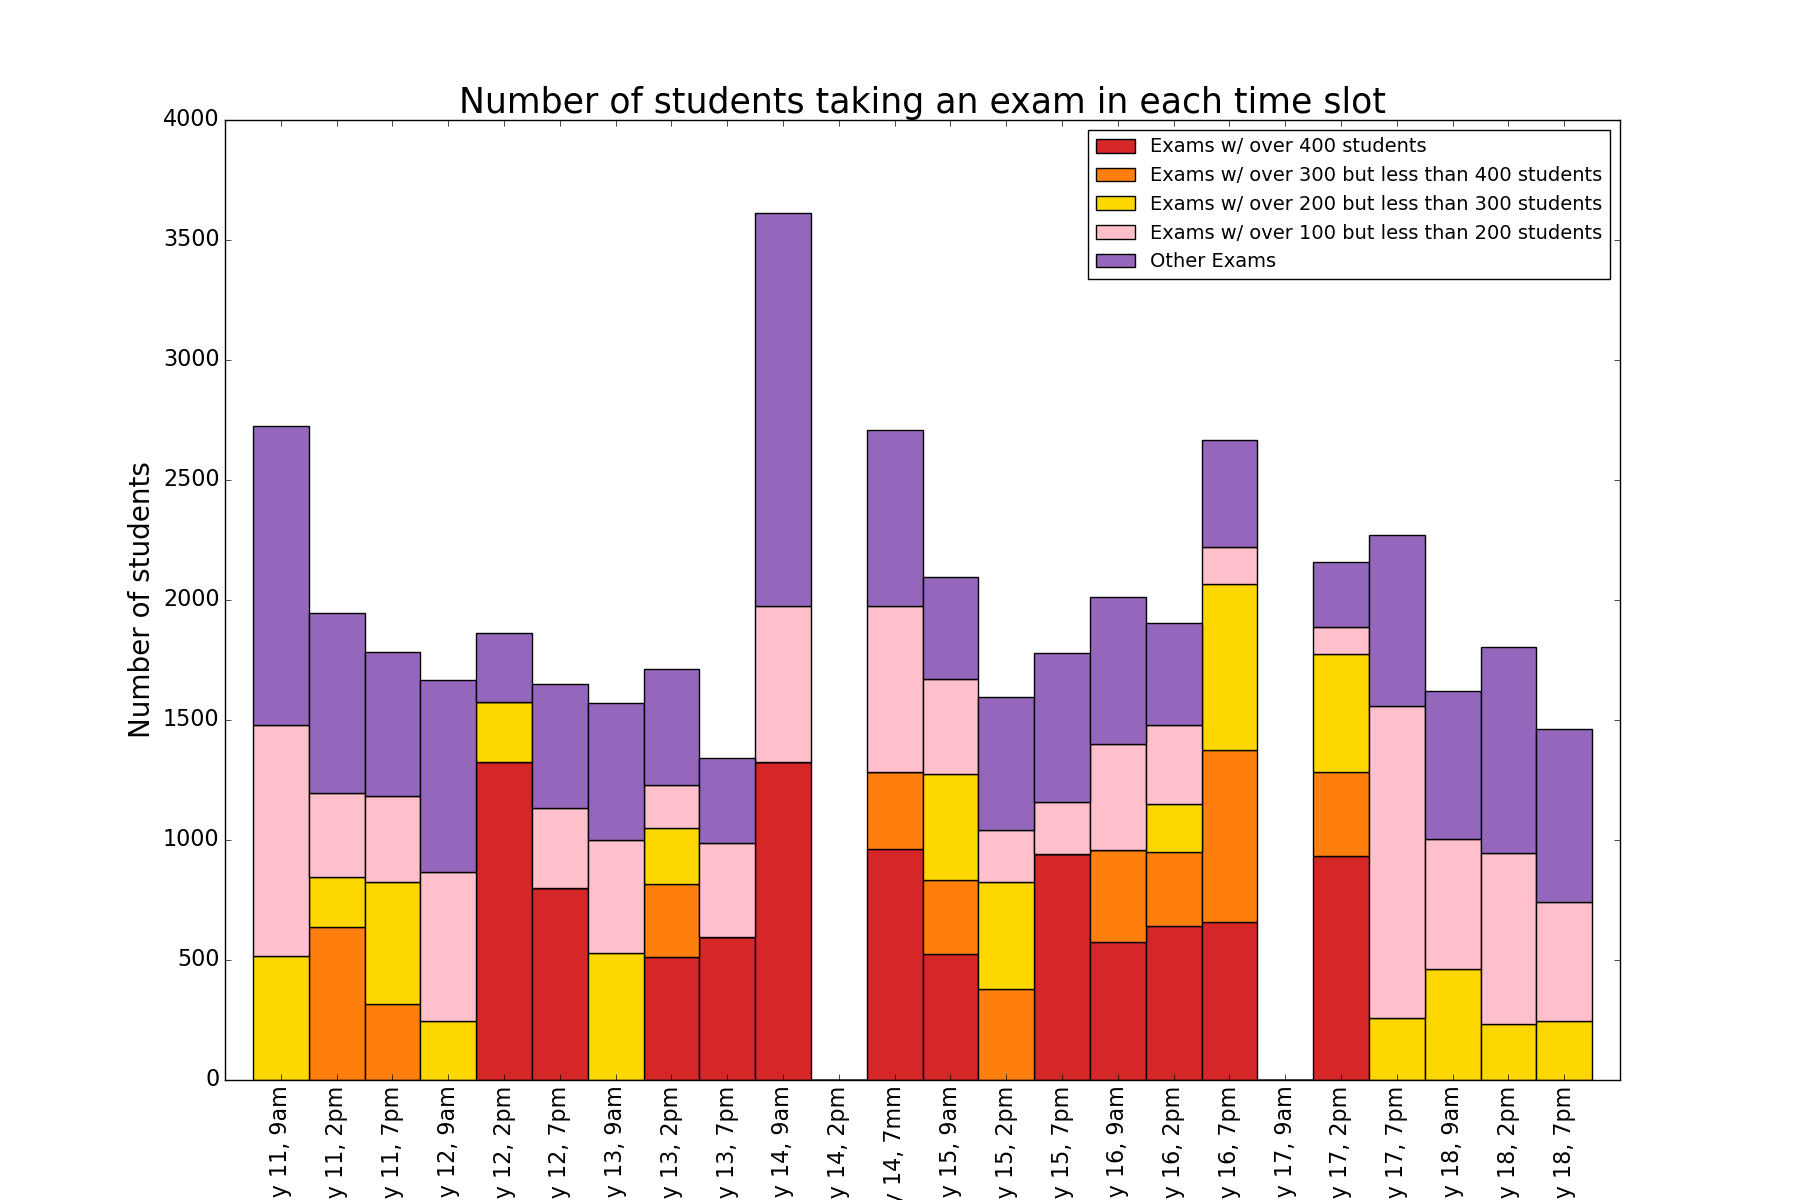 Number of students taking an exam in each time slot
4000
3500
3000
2500
2000
1500
1000
500
0
Number of students
Exams w/ over 400 students
Exams w/ over 300 but less than 400 students
Exams w/ over 200 but less than 300 students
Exams w/ over 100 but less than 200 students
Other Exams
y 11, 9am
y 11, 2pm
y 11, 7pm
y 12, 9am
y 12, 2pm
y 12, 7pm
y 13, 9am
y 13, 2pm
y 13, 7pm
y 14, 9am
y 14, 2pm
y 14, 7mm
y 15, 9am
y 15, 2pm
y 15, 7pm
y 16, 9am
y 16, 2pm
y 16, 7pm
y 17, 9am
y 17, 2pm
y 17, 7pm
y 18, 9am
y 18, 2pm
y 18, 7pm